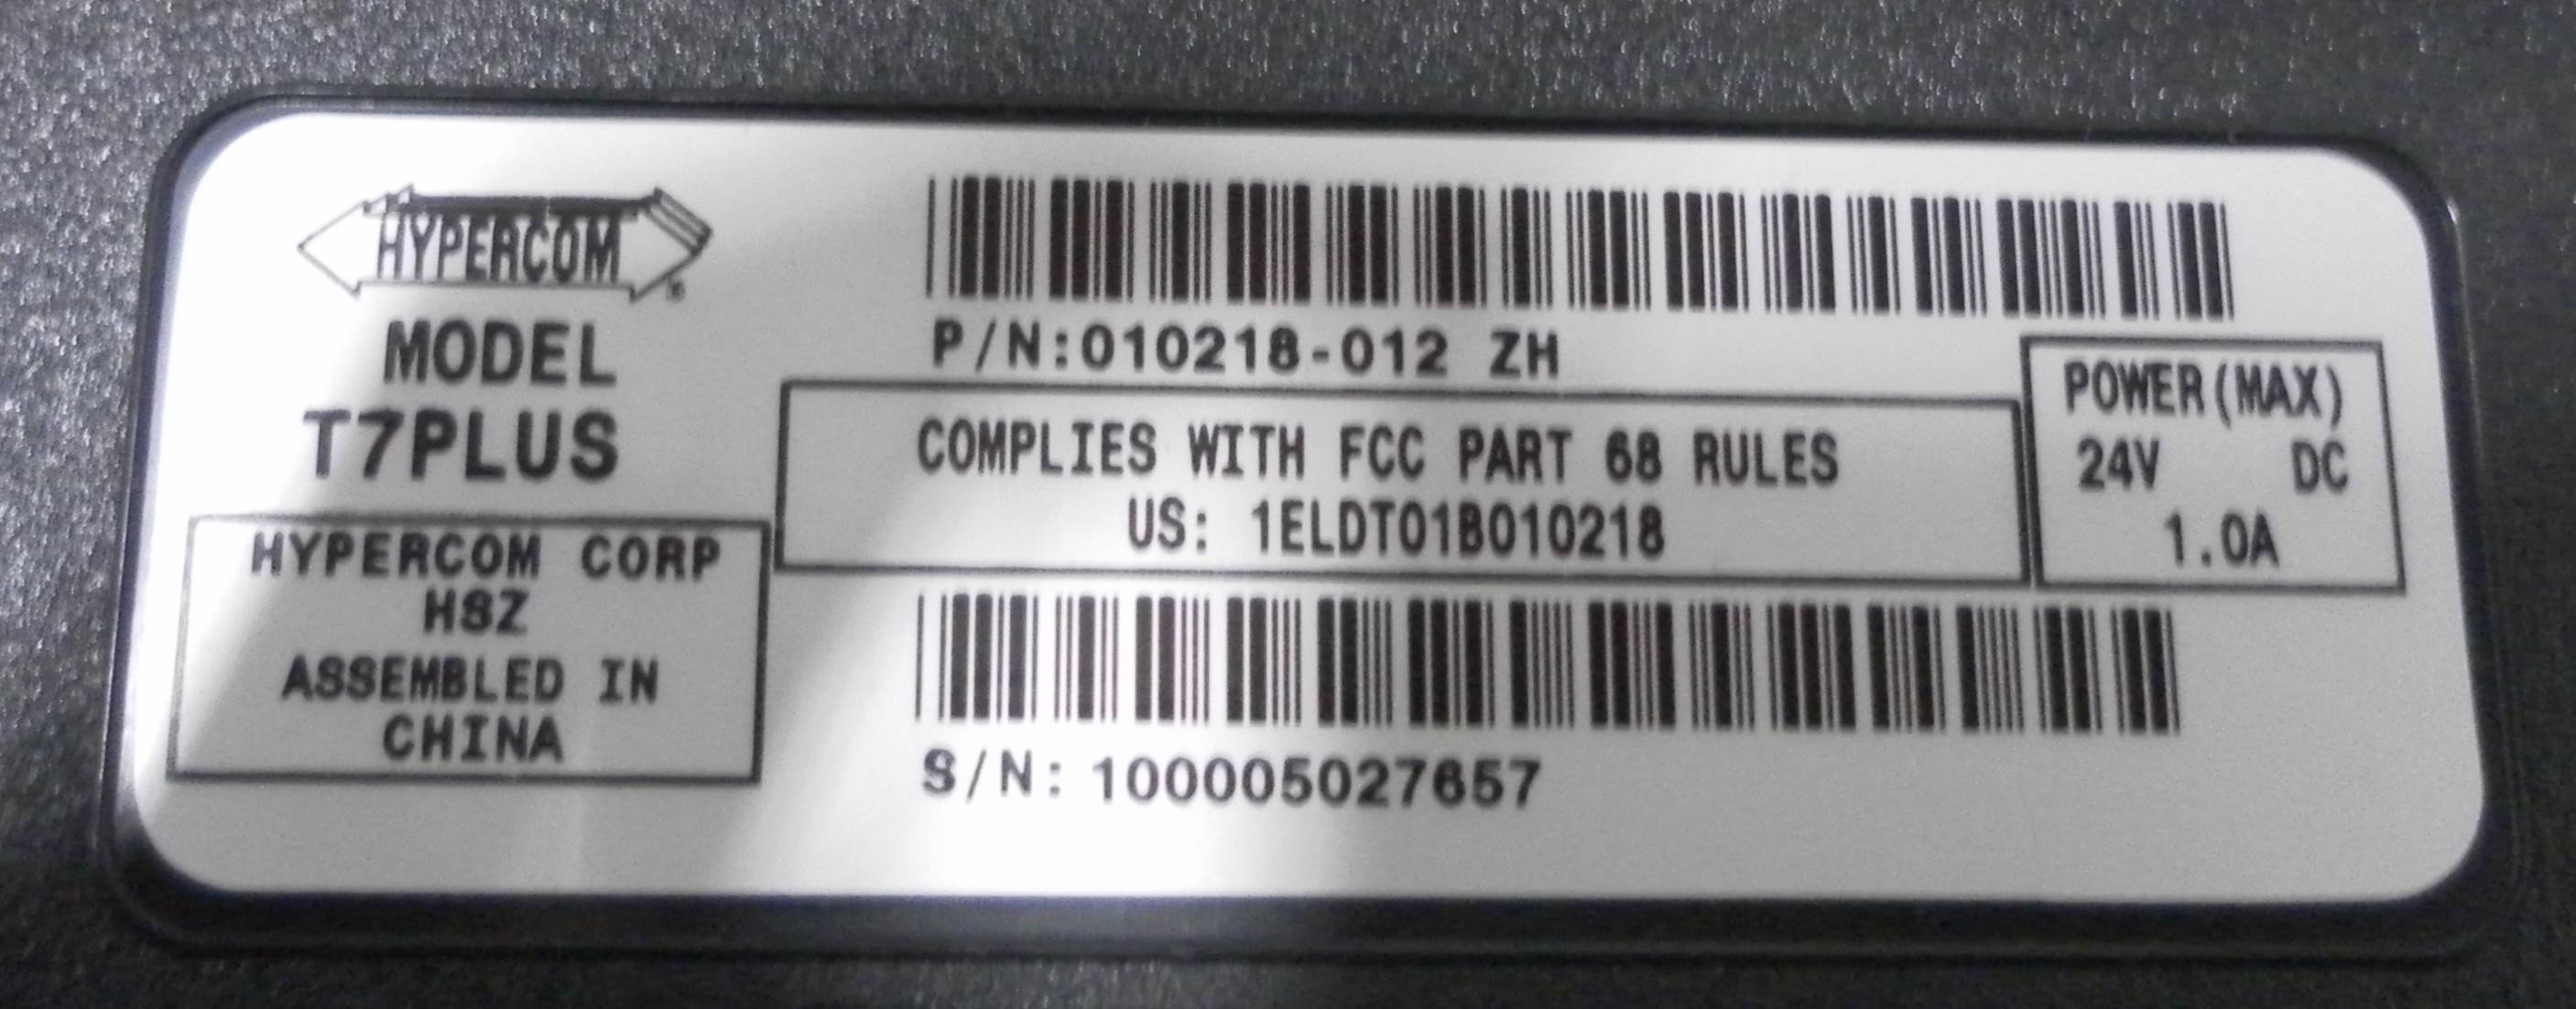 HYPERCOM
MODEL
T7PLUS
HYPERCOM CORP
HSZ
ASSEMBLED IN
CHINA
P/N:010218-012 ZH
COMPLIES WITH FCC PART 68 RULES
US: 1ELDT01B010218
POWER(MAX)
24V DC
1.0A
S/N: 100005027657